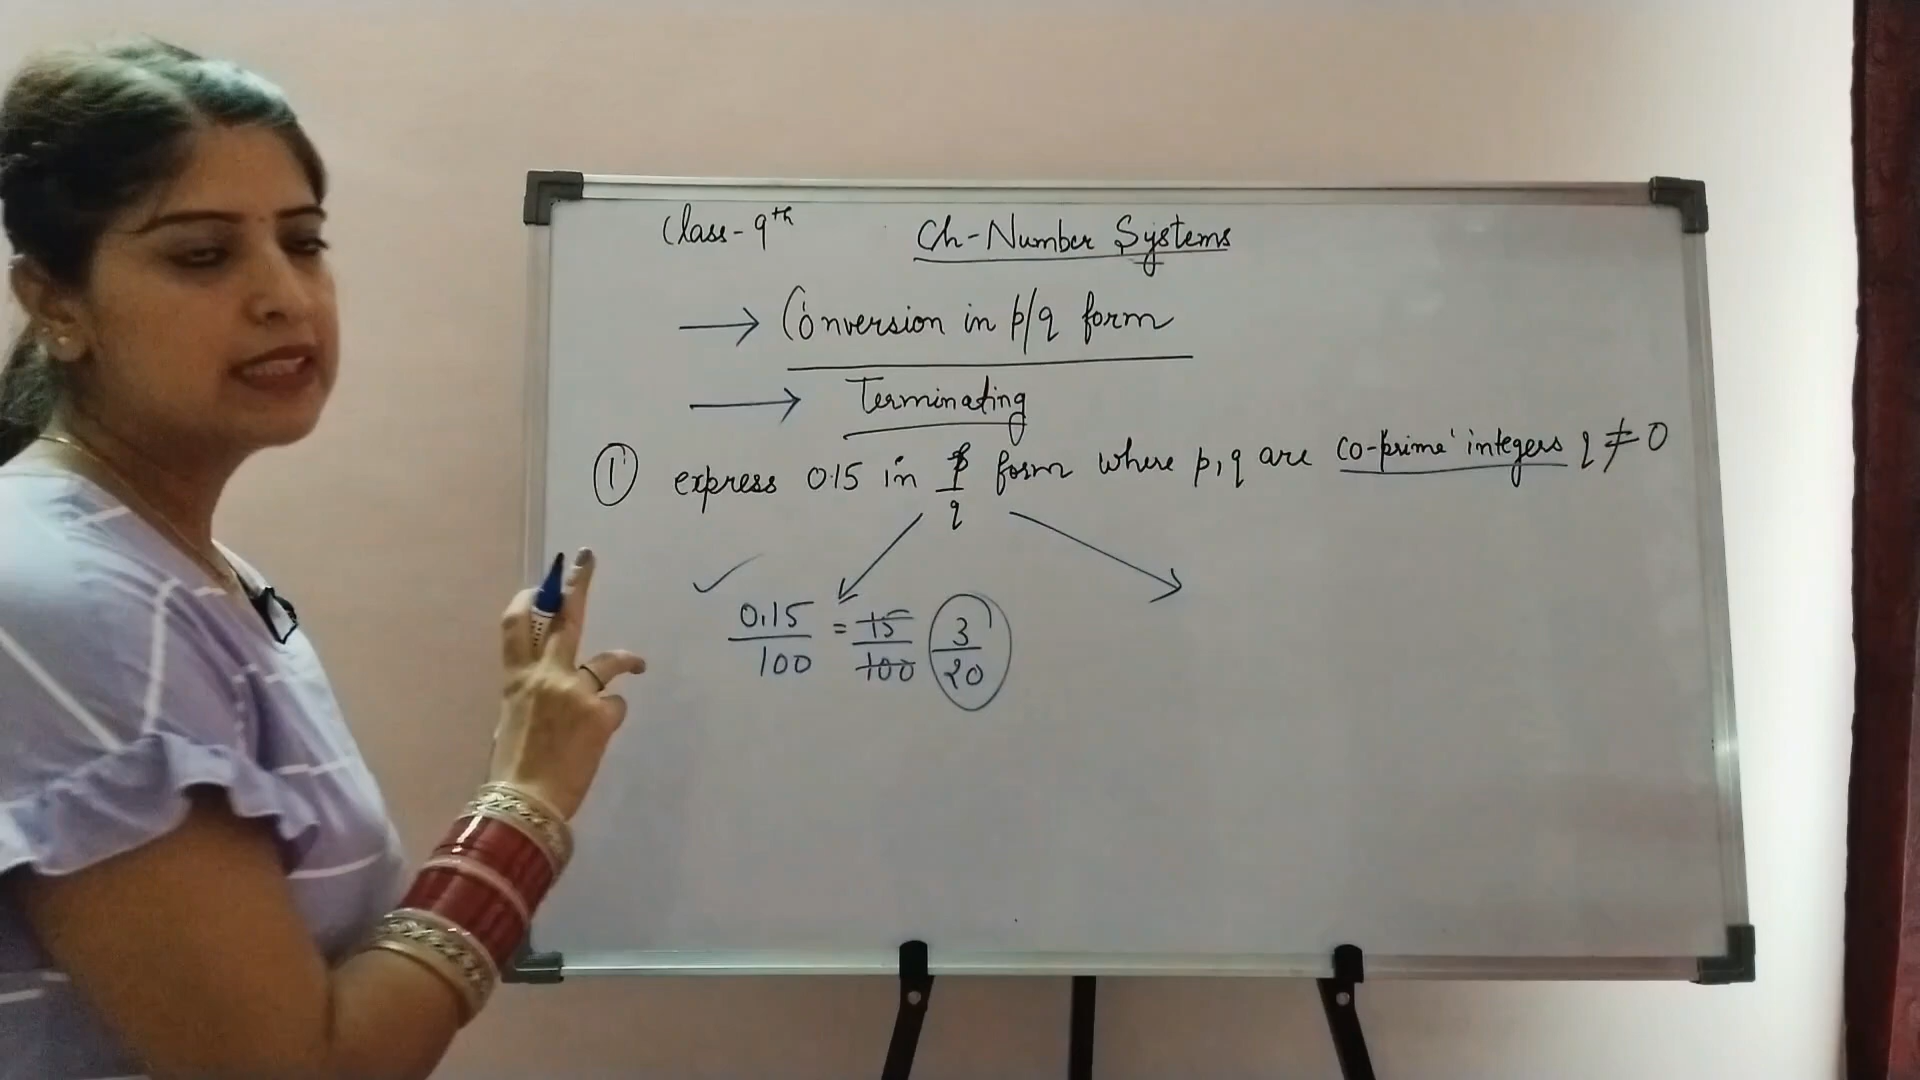 Class-9th Ch-Number Systems
→ Conversion in p/q form
→ Terminating
① express 0.15 in p/q form where p, q are co-prime integers q ≠ 0
✓
0.15/100 = 15/100 3/20